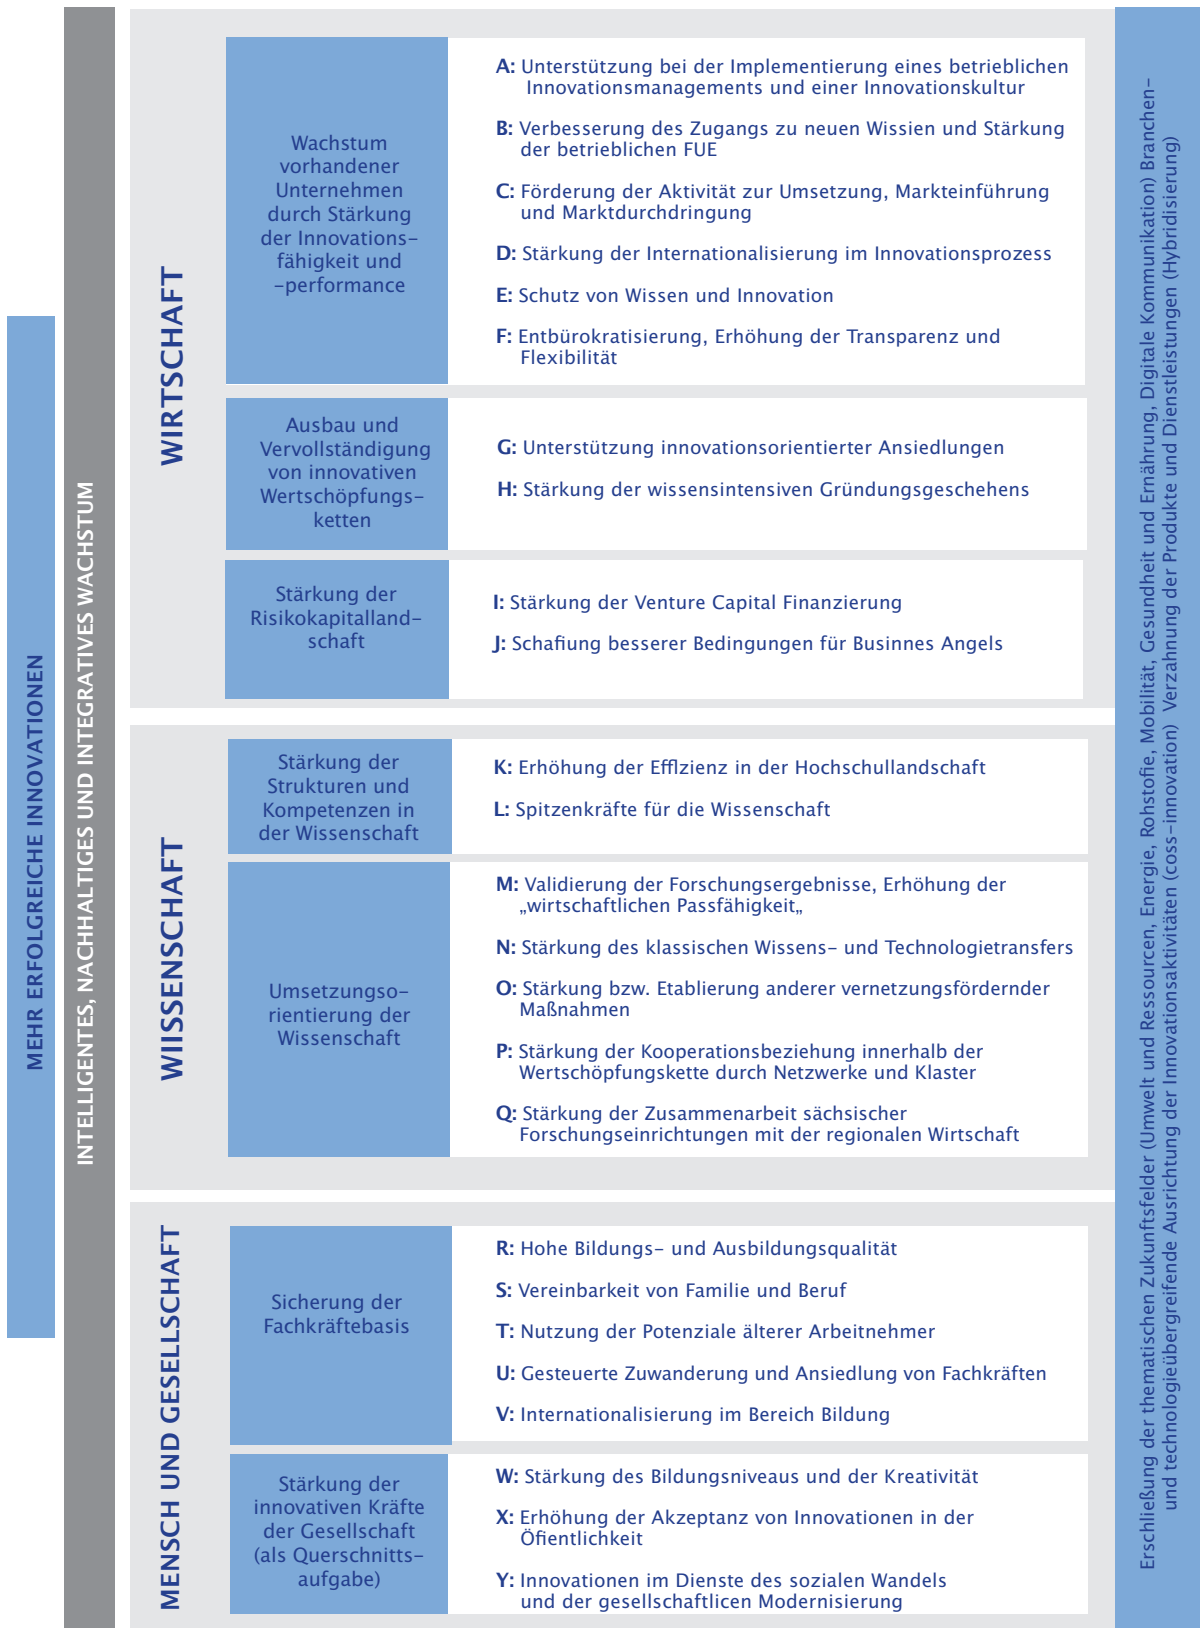 MEHR ERFOLGREICHE INNOVATIONEN
INTELLIGENTES, NACHHALTIGES UND INTEGRATIVES WACHSTUM
WIRTSCHAFT
Wachstum
vorhandener
Unternehmen
durch Stärkung
der Innovations-
fähigkeit und
-performance
A: Unterstützung bei der Implementierung eines betrieblichen
Innovationsmanagements und einer Innovationskultur
B: Verbesserung des Zugangs zu neuen Wissien und Stärkung
der betrieblichen FUE
C: Förderung der Aktivität zur Umsetzung, Markteinführung
und Marktdurchdringung
D: Stärkung der Internationalisierung im Innovationsprozess
E: Schutz von Wissen und Innovation
F: Entbürokratisierung, Erhöhung der Transparenz und
Flexibilität
Ausbau und
Vervollständigung
von innovativen
Wertschöpfungs-
ketten
G: Unterstützung innovationsorientierter Ansiedlungen
H: Stärkung der wissensintensiven Gründungsgeschehens
Stärkung der
Risikokapitalland-
schaft
I: Stärkung der Venture Capital Finanzierung
J: Schafiung besserer Bedingungen für Businnes Angels
WIISSENSCHAFT
Stärkung der
Strukturen und
Kompetenzen in
der Wissenschaft
K: Erhöhung der Efflzienz in der Hochschullandschaft
L: Spitzenkräfte für die Wissenschaft
Umsetzungso-
rientierung der
Wissenschaft
M: Validierung der Forschungsergebnisse, Erhöhung der
„wirtschaftlichen Passfähigkeit„
N: Stärkung des klassischen Wissens- und Technologietransfers
O: Stärkung bzw. Etablierung anderer vernetzungsfördernder
Maßnahmen
P: Stärkung der Kooperationsbeziehung innerhalb der
Wertschöpfungskette durch Netzwerke und Klaster
Q: Stärkung der Zusammenarbeit sächsischer
Forschungseinrichtungen mit der regionalen Wirtschaft
MENSCH UND GESELLSCHAFT
Sicherung der
Fachkräftebasis
R: Hohe Bildungs- und Ausbildungsqualität
S: Vereinbarkeit von Familie und Beruf
T: Nutzung der Potenziale älterer Arbeitnehmer
U: Gesteuerte Zuwanderung und Ansiedlung von Fachkräften
V: Internationalisierung im Bereich Bildung
Stärkung der
innovativen Kräfte
der Gesellschaft
(als Querschnitts-
aufgabe)
W: Stärkung des Bildungsniveaus und der Kreativität
X: Erhöhung der Akzeptanz von Innovationen in der
Öfientlichkeit
Y: Innovationen im Dienste des sozialen Wandels
und der gesellschaftlicen Modernisierung
Erschließung der thematischen Zukunftsfelder (Umwelt und Ressourcen, Energie, Rohstofie, Mobilität, Gesundheit und Ernährung, Digitale Kommunikation) Branchen-
und technologieübergreifende Ausrichtung der Innovationsaktivitäten (coss-innovation) Verzahnung der Produkte und Dienstleistungen (Hybridisierung)